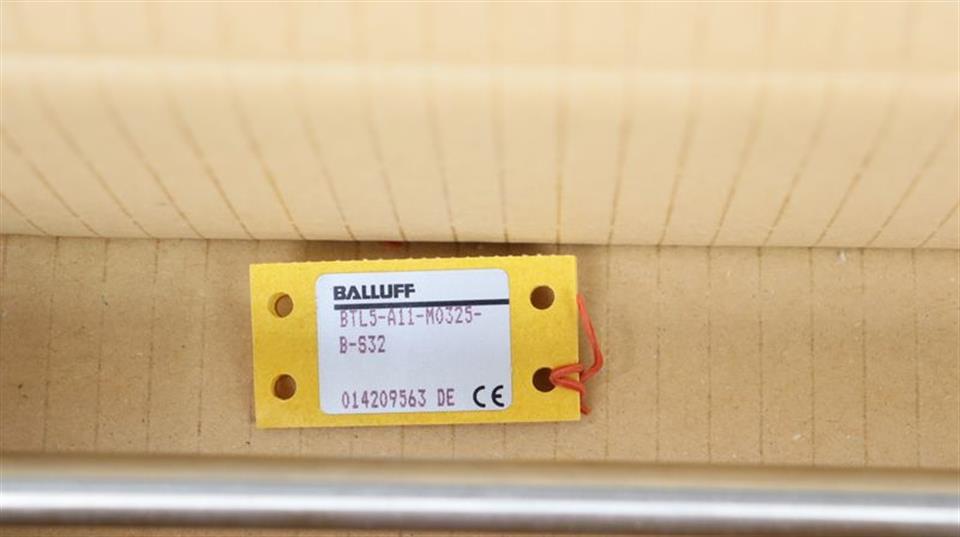 BALLUFF
BTL5-A11-M0325-
B-S32
014209563 DE CE